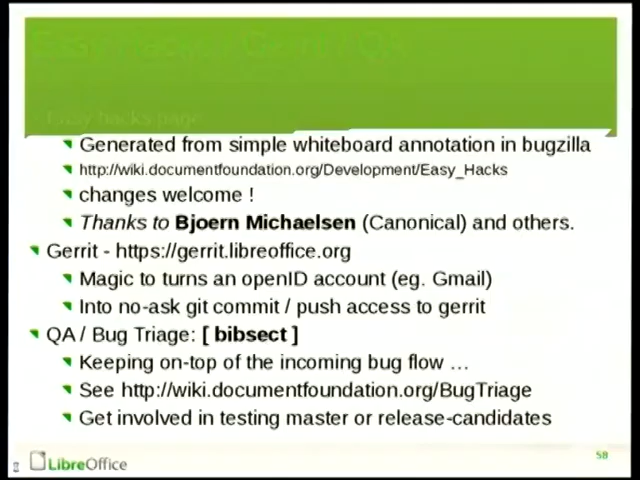 Easy hacks page
Generated from simple whiteboard annotation in bugzilla
http://wiki.documentfoundation.org/Development/Easy_Hacks
changes welcome !
Thanks to Bjoern Michaelsen (Canonical) and others.
Gerrit - https://gerrit.libreoffice.org
Magic to turns an openID account (eg. Gmail)
Into no-ask git commit / push access to gerrit
QA / Bug Triage: [ bibsect ]
Keeping on-top of the incoming bug flow …
See http://wiki.documentfoundation.org/BugTriage
Get involved in testing master or release-candidates
LibreOffice
58